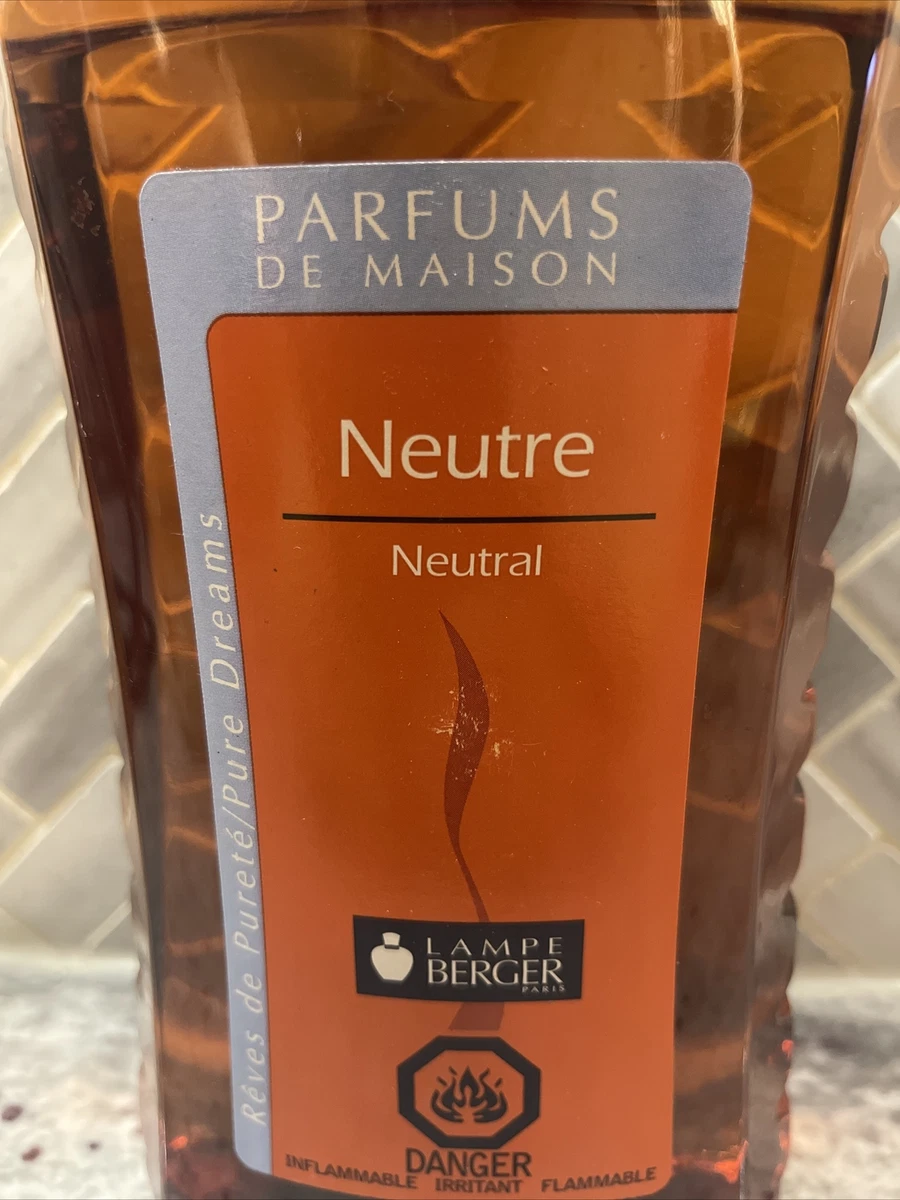 PARFUMS
DE MAISON
Neutre
Neutral
Rêves de Pureté/Pure Dreams
LAMPE
BERGER
PARIS
DANGER
INFLAMMABLE IRRITANT FLAMMABLE